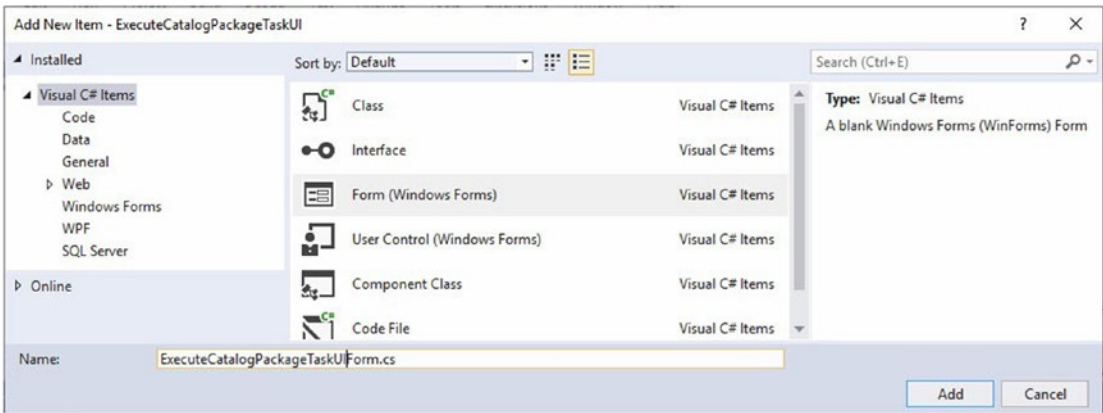 Add New Item - ExecuteCatalogPackageTaskUI
?
Installed
Sort by: Default
Search (Ctrl+E)
Visual C# Items
Code
Data
General
Web
Windows Forms
WPF
SQL Server
Online
Class Visual C# Items
Interface Visual C# Items
Form (Windows Forms) Visual C# Items
User Control (Windows Forms) Visual C# Items
Component Class Visual C# Items
Code File Visual C# Items
Type: Visual C# Items
A blank Windows Forms (WinForms) Form
Name: ExecuteCatalogPackageTaskUIForm.cs
Add Cancel